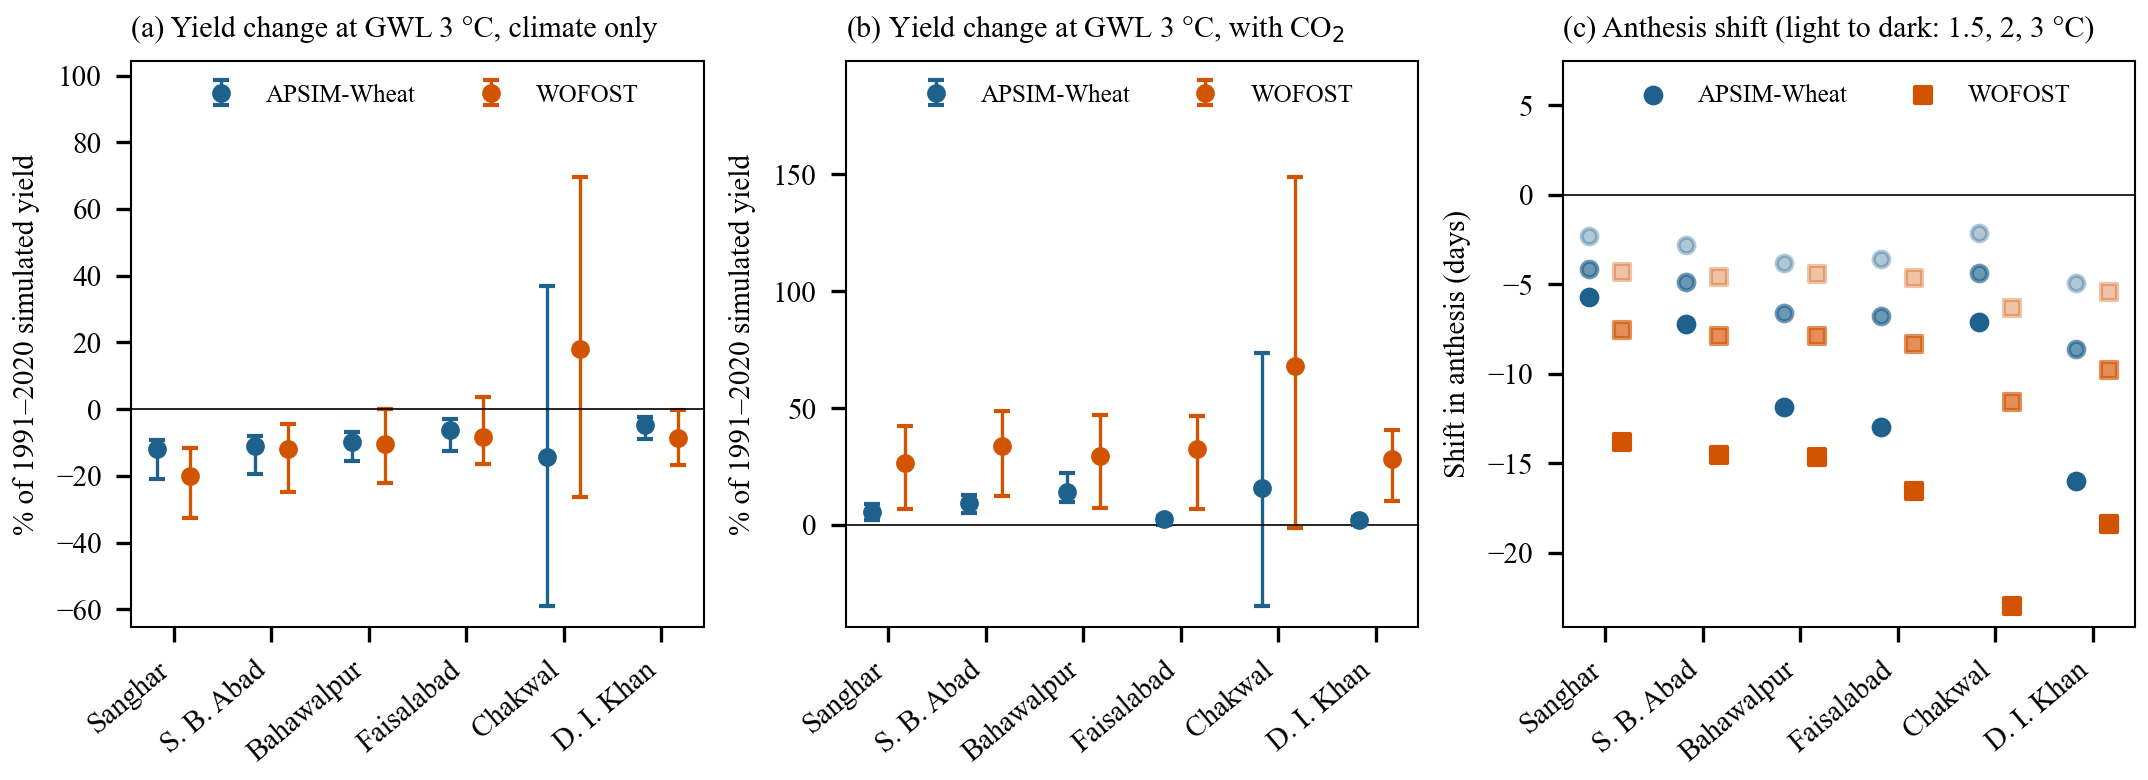 (a) Yield change at GWL 3 °C, climate only
% of 1991–2020 simulated yield
APSIM-Wheat
WOFOST
100
80
60
40
20
0
−20
−40
−60
Sanghar
S. B. Abad
Bahawalpur
Faisalabad
Chakwal
D. I. Khan
(b) Yield change at GWL 3 °C, with CO₂
% of 1991–2020 simulated yield
APSIM-Wheat
WOFOST
150
100
50
0
Sanghar
S. B. Abad
Bahawalpur
Faisalabad
Chakwal
D. I. Khan
(c) Anthesis shift (light to dark: 1.5, 2, 3 °C)
Shift in anthesis (days)
APSIM-Wheat
WOFOST
5
0
−5
−10
−15
−20
Sanghar
S. B. Abad
Bahawalpur
Faisalabad
Chakwal
D. I. Khan